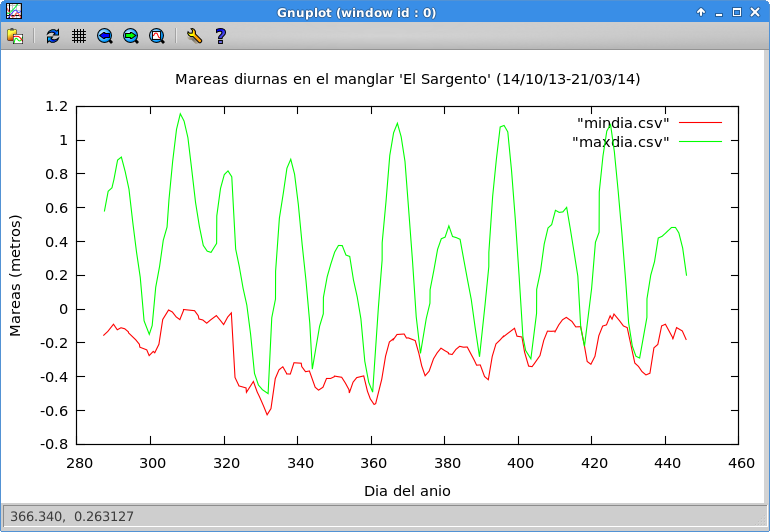 Gnuplot (window id : 0)
Mareas diurnas en el manglar 'El Sargento' (14/10/13-21/03/14)
"mindia.csv"
"maxdia.csv"
Mareas (metros)
1.2
1
0.8
0.6
0.4
0.2
0
-0.2
-0.4
-0.6
-0.8
280 300 320 340 360 380 400 420 440 460
Dia del anio
366.340, 0.263127